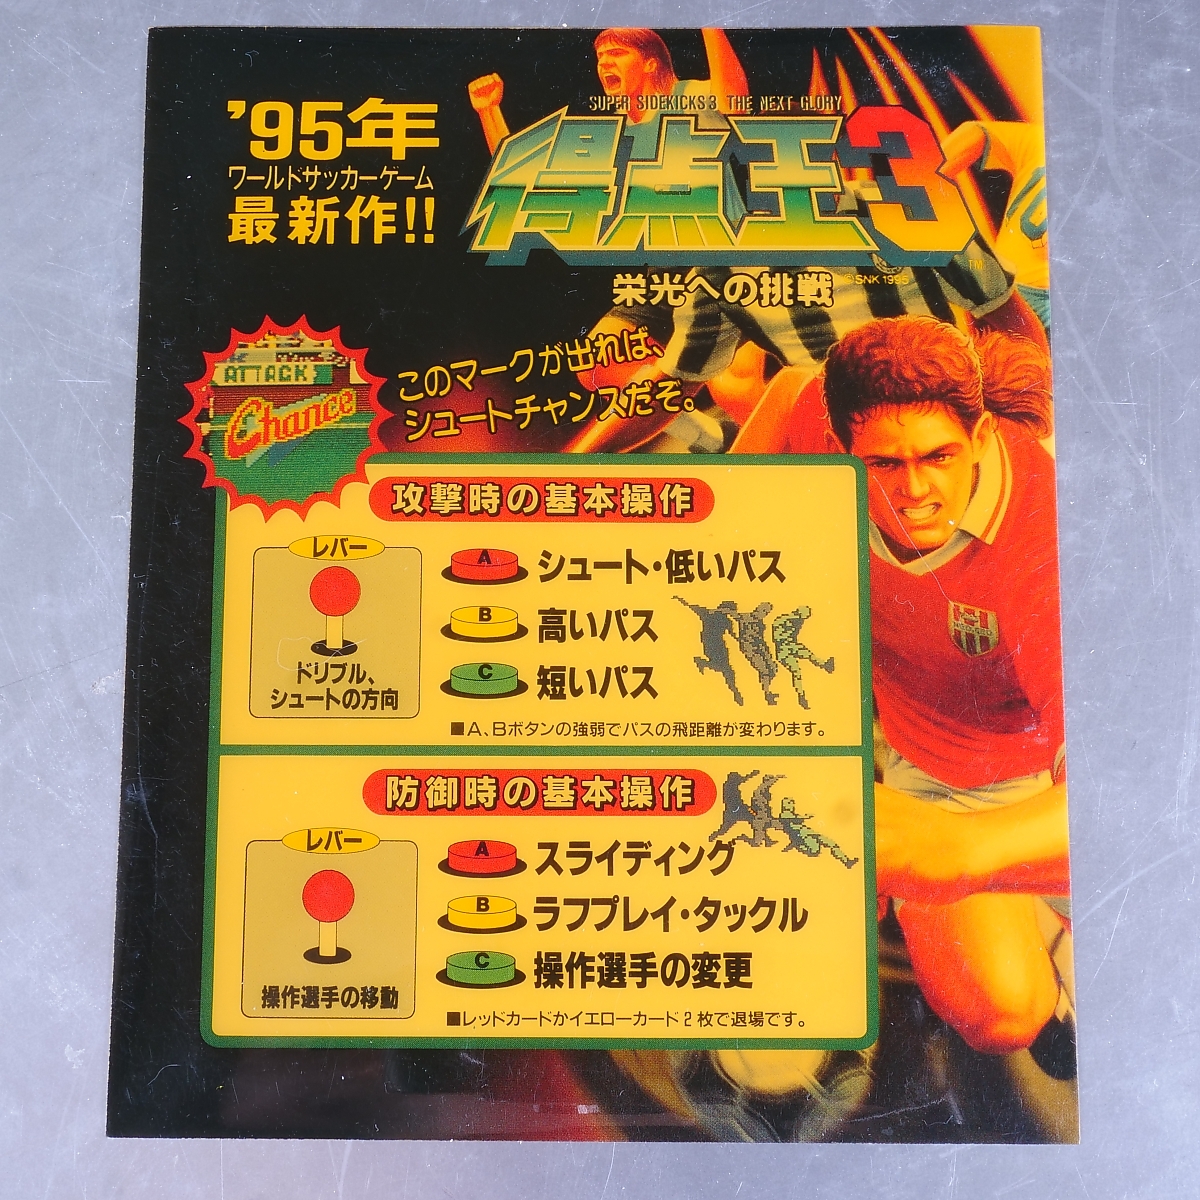 '95年
ワールドサッカーゲーム
最新作!!
SUPER SIDEKICKS 3 THE NEXT GLORY
得点王3
TM
栄光への挑戦
©SNK 1995
ATTACK
Chance
このマークが出れば、
シュートチャンスだぞ。
攻撃時の基本操作
レバー
ドリブル、
シュートの方向
A シュート・低いパス
B 高いパス
C 短いパス
■A、Bボタンの強弱でパスの飛距離が変わります。
防御時の基本操作
レバー
操作選手の移動
A スライディング
B ラフプレイ・タックル
C 操作選手の変更
■レッドカードかイエローカード2枚で退場です。